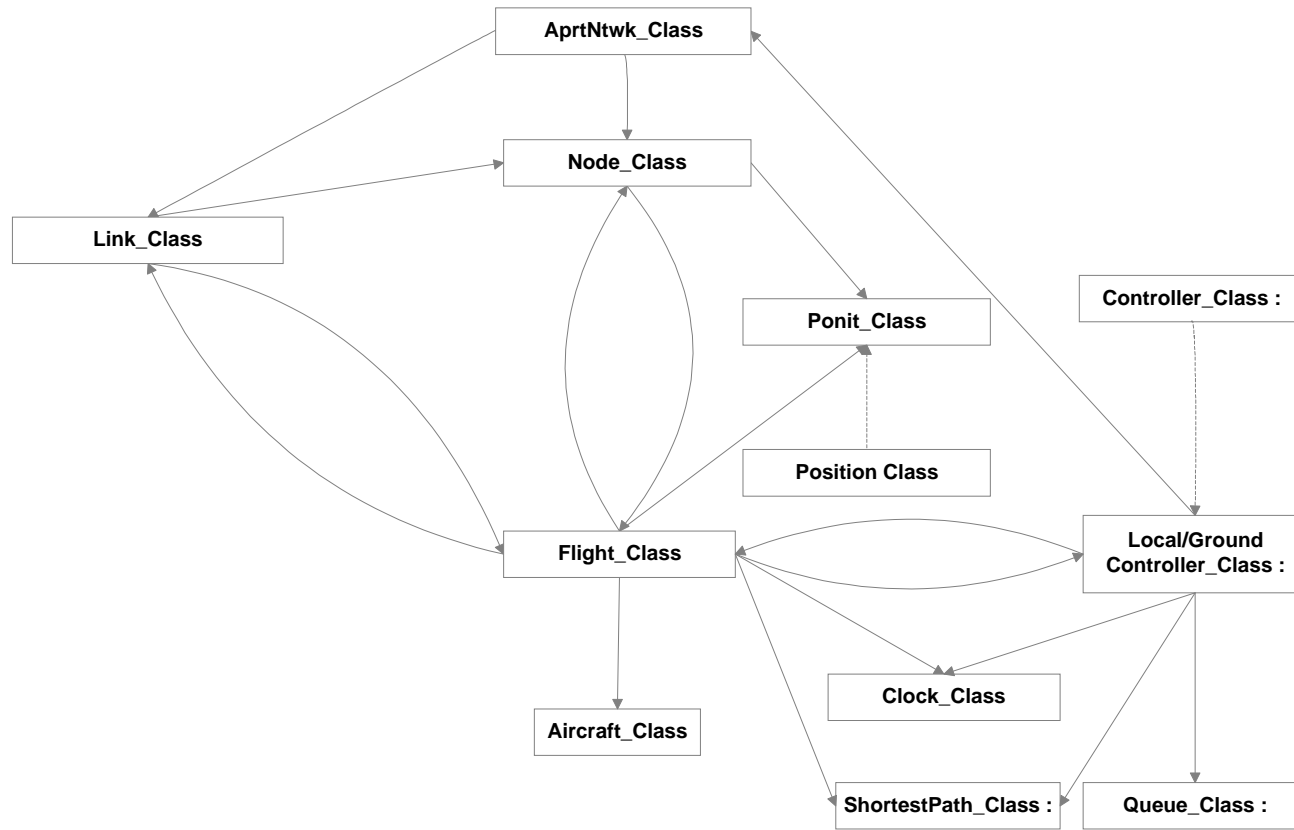 AprtNtwk_Class
Node_Class
Link_Class
Controller_Class :
Ponit_Class
Position Class
Local/Ground
Controller_Class :
Flight_Class
Clock_Class
Aircraft_Class
ShortestPath_Class :
Queue_Class :